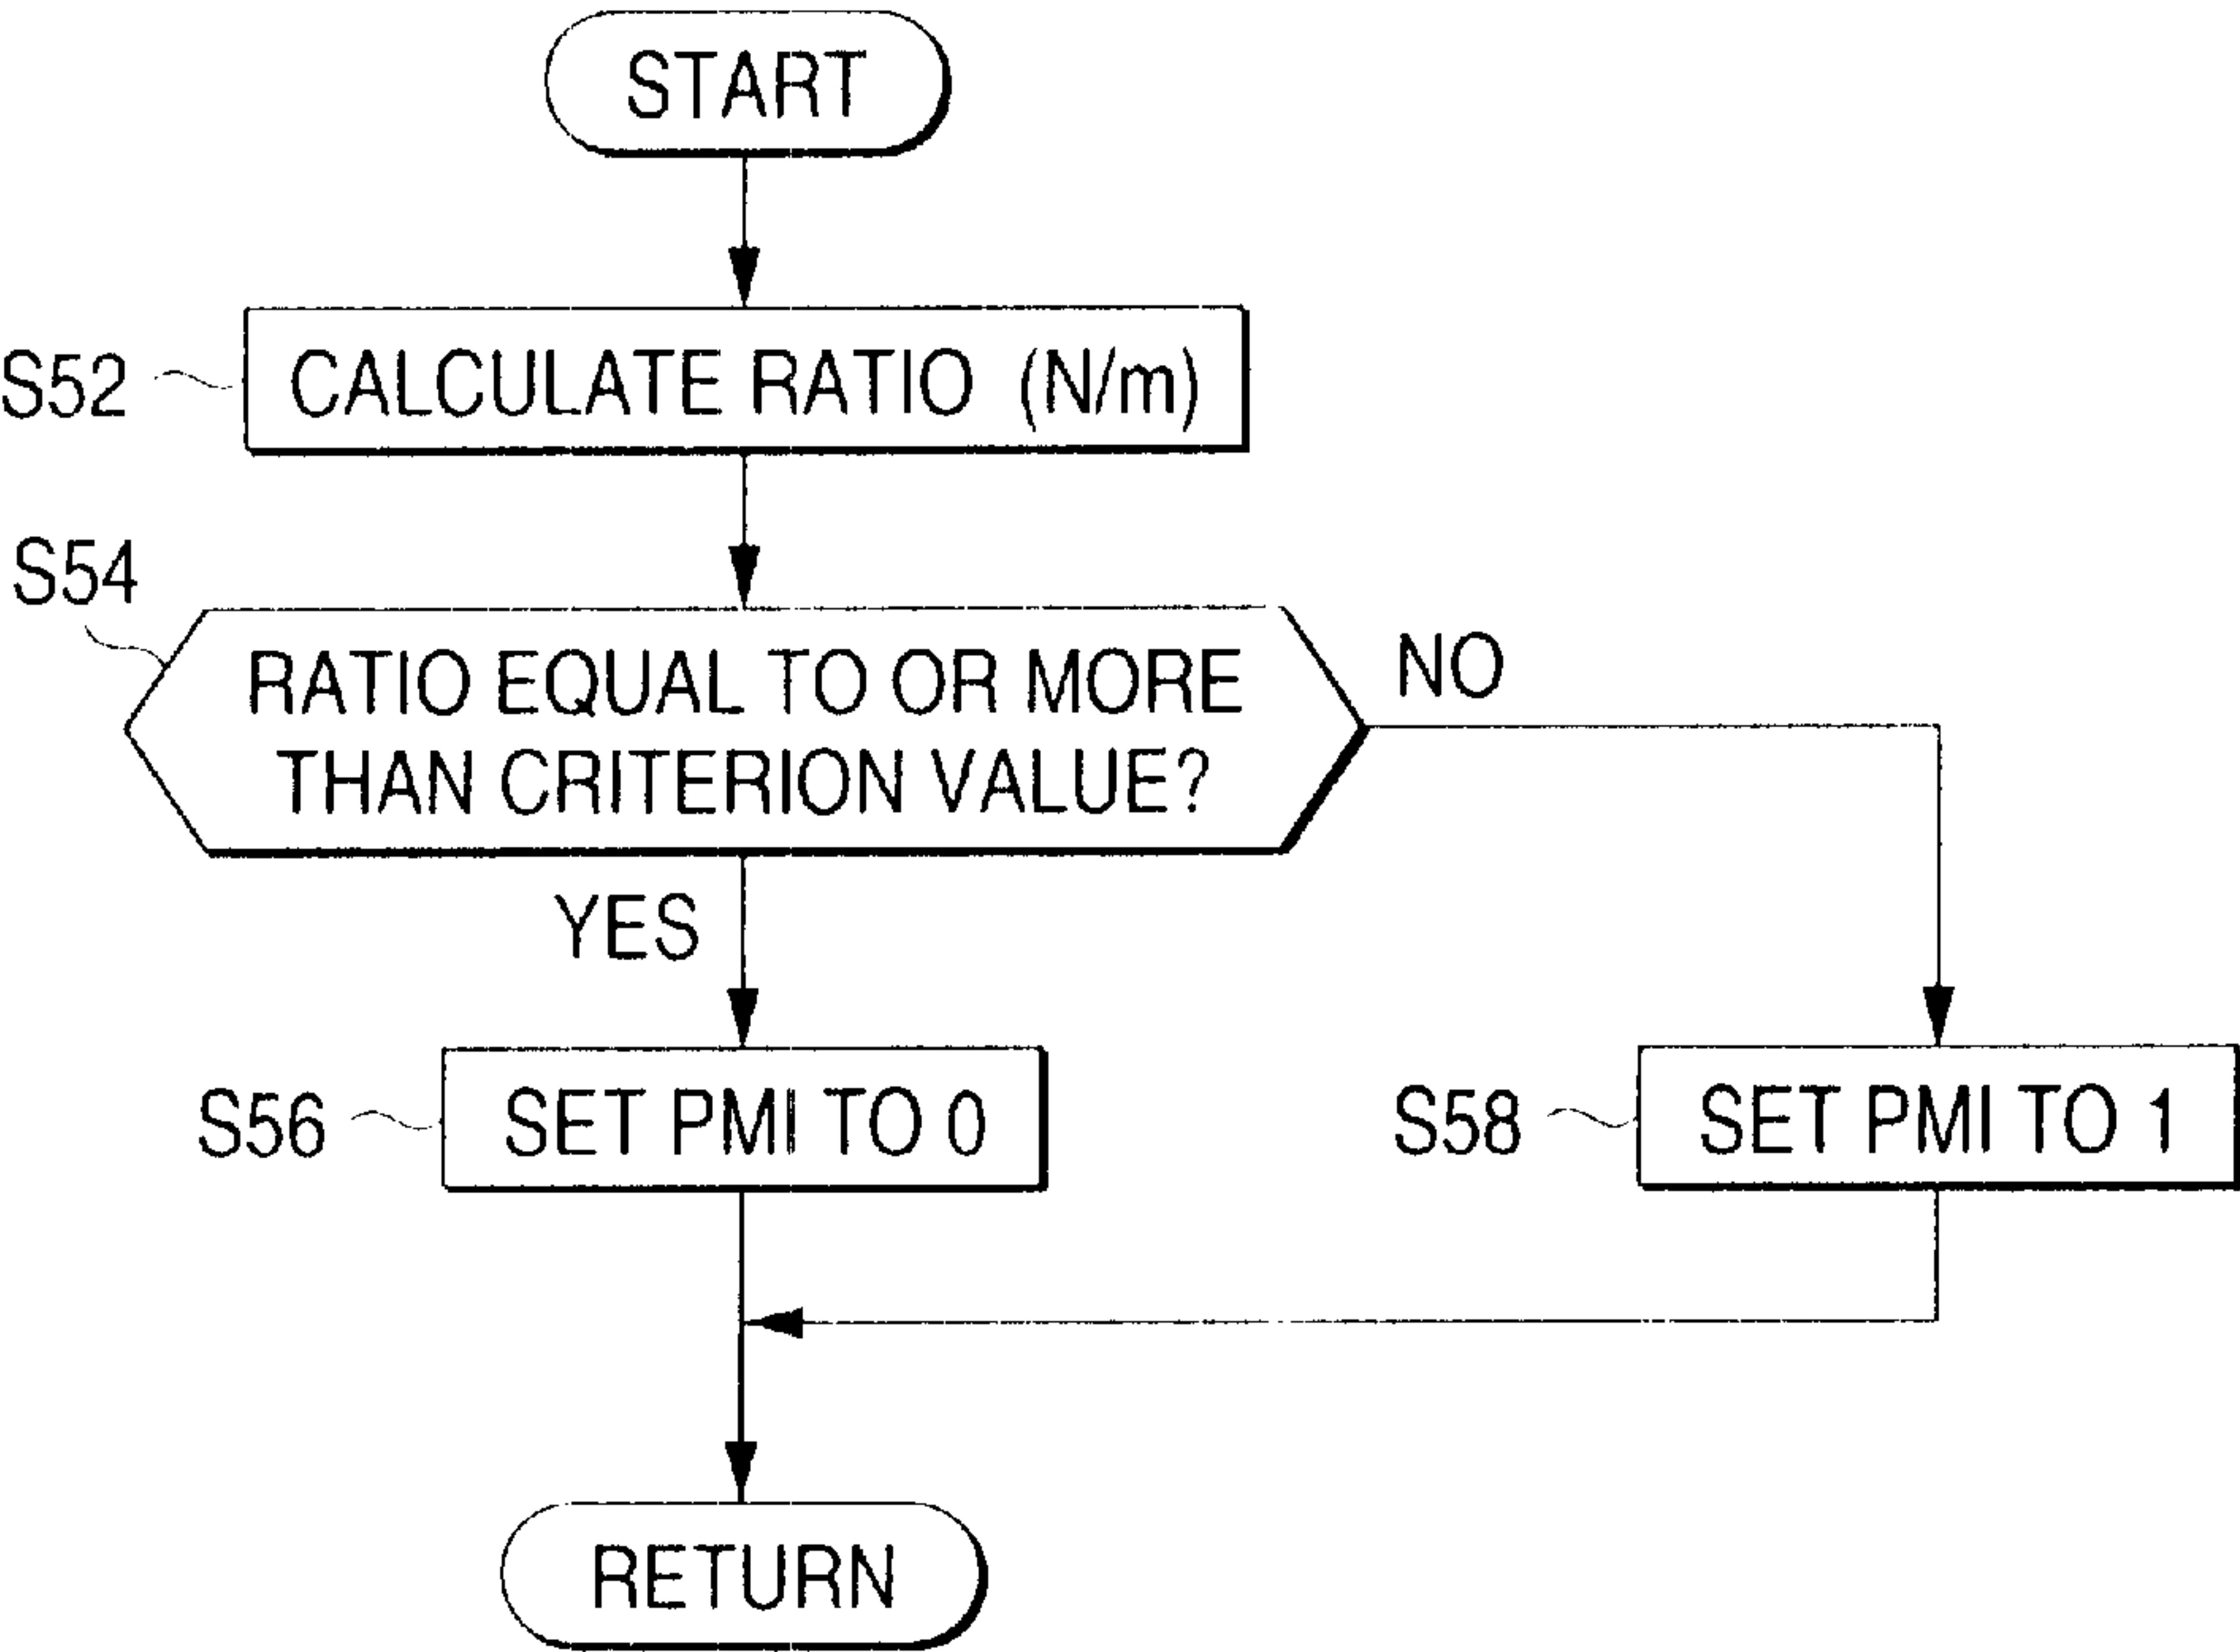 START
S52
CALCULATE RATIO (N/m)
S54
RATIO EQUAL TO OR MORE
THAN CRITERION VALUE?
NO
YES
S56
SET PMI TO 0
S58
SET PMI TO 1
RETURN